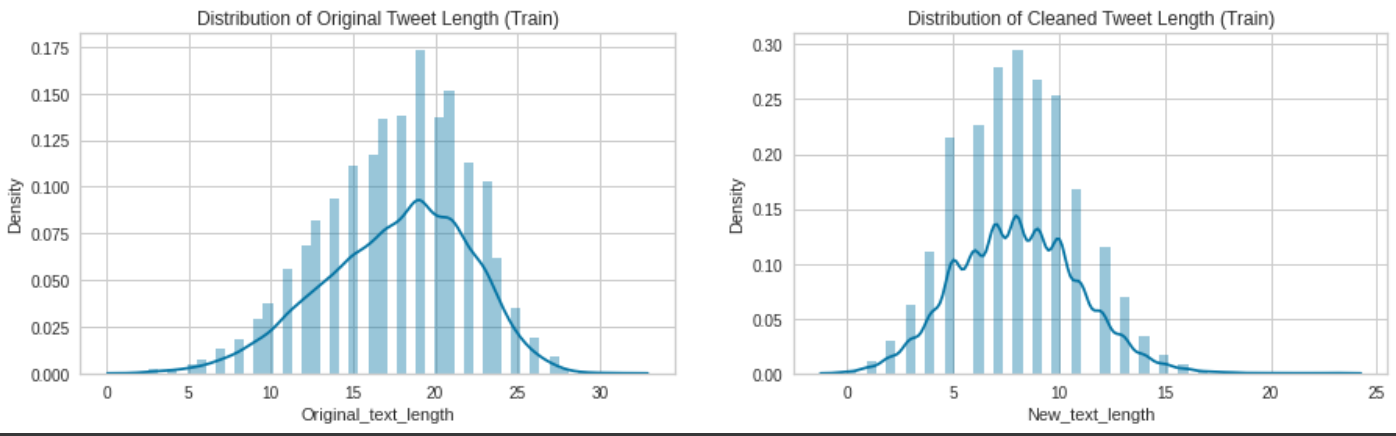 Distribution of Original Tweet Length (Train)
0.175
0.150
0.125
0.100
0.075
0.050
0.025
0.000
Density
0 5 10 15 20 25 30
Original_text_length
Distribution of Cleaned Tweet Length (Train)
0.30
0.25
0.20
0.15
0.10
0.05
0.00
Density
0 5 10 15 20 25
New_text_length